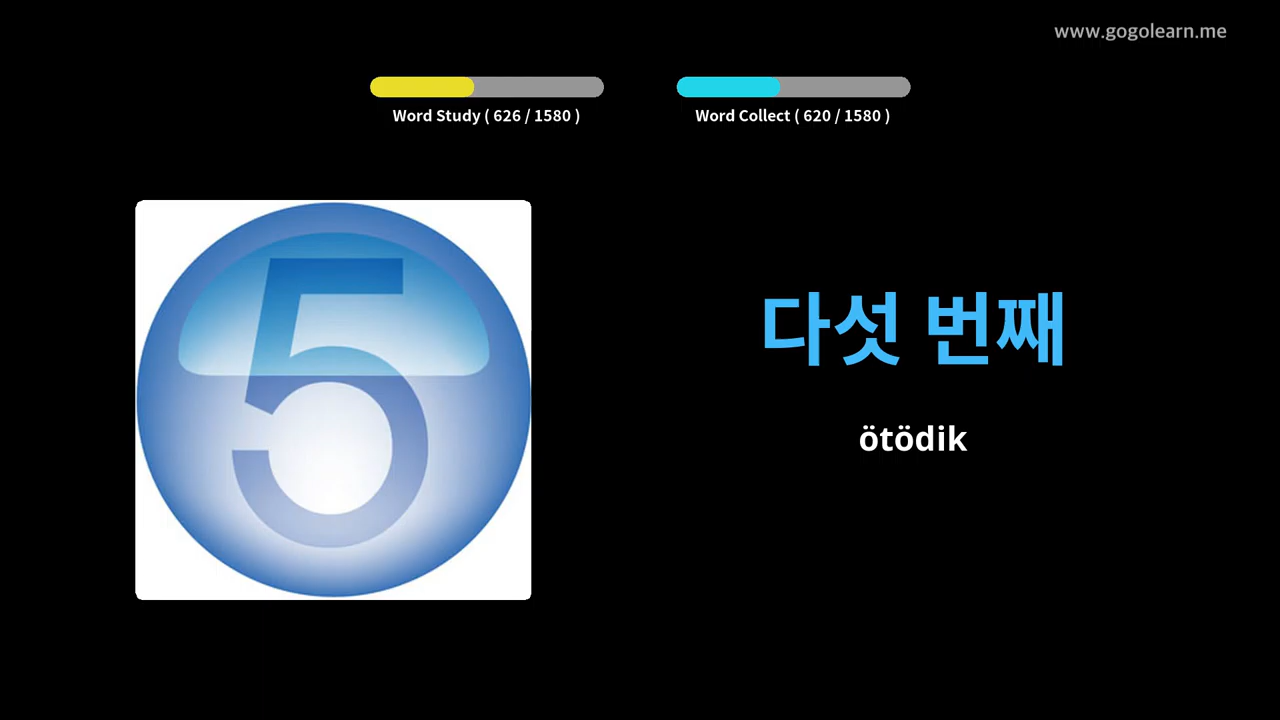 www.gogolearn.me
Word Study ( 626 / 1580 )
Word Collect ( 620 / 1580 )
5
다섯 번째
ötödik